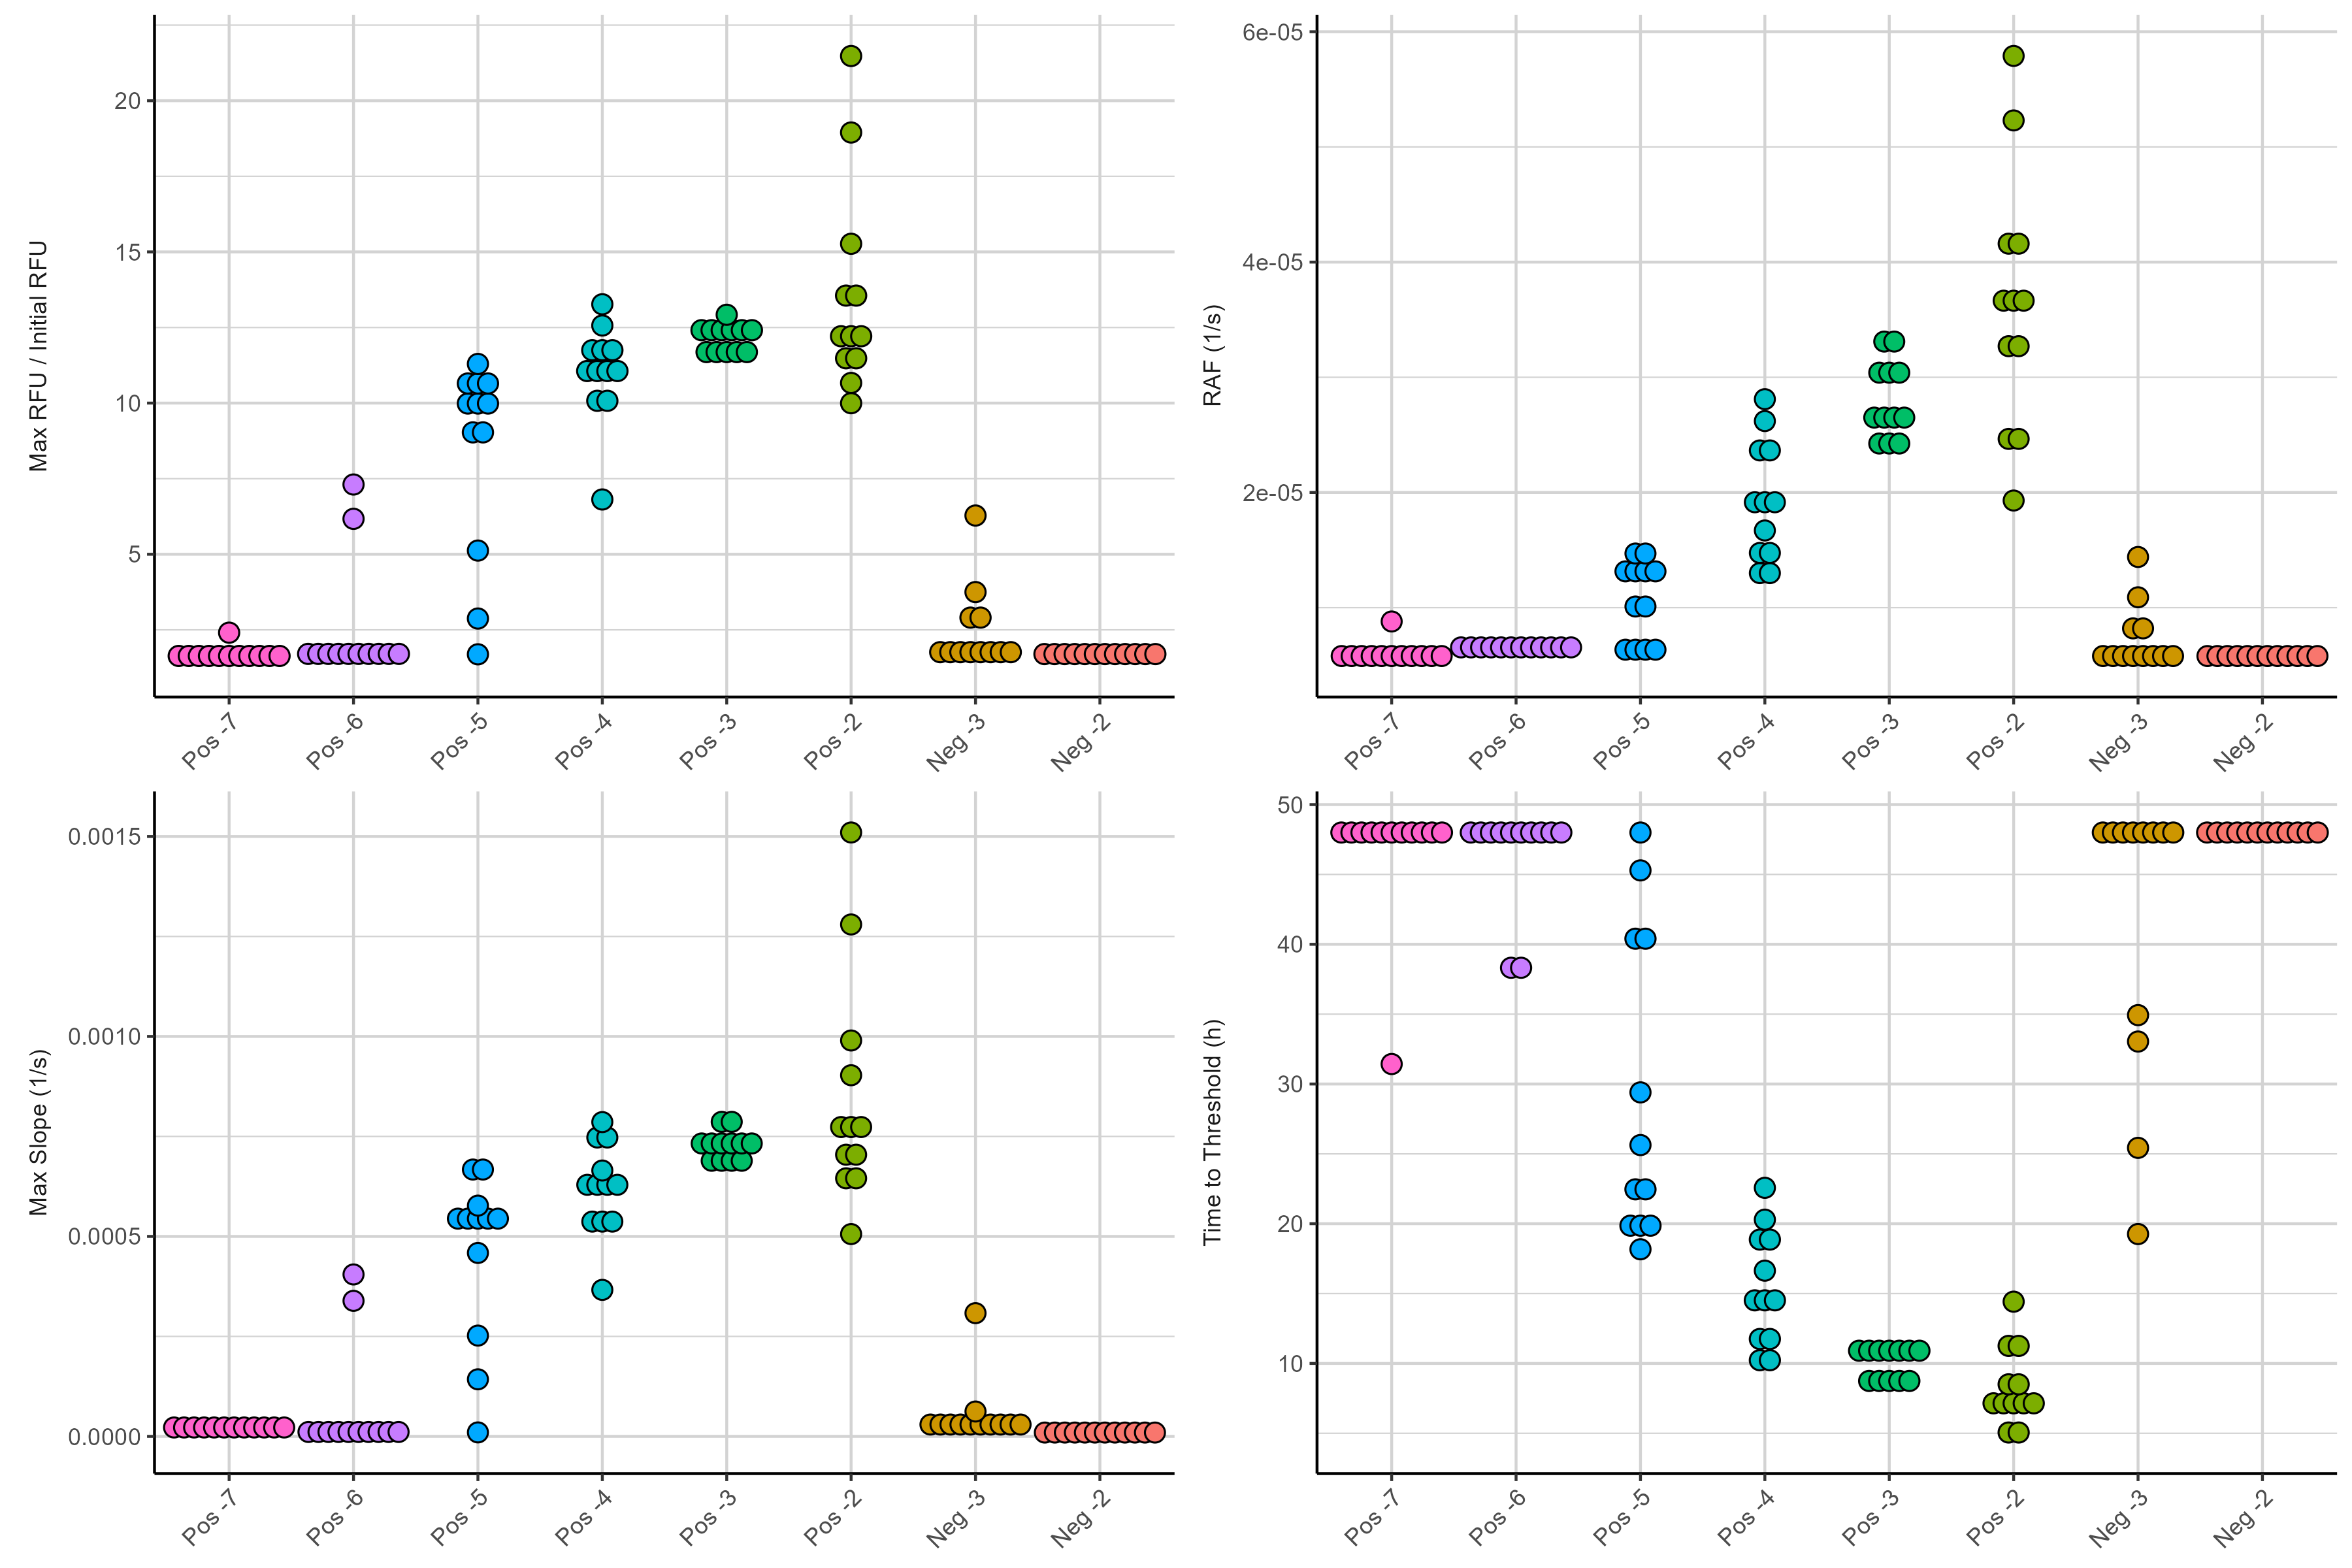 Max RFU / Initial RFU
20
15
10
5
Pos -7
Pos -6
Pos -5
Pos -4
Pos -3
Pos -2
Neg -3
Neg -2
RAF (1/s)
6e-05
4e-05
2e-05
Pos -7
Pos -6
Pos -5
Pos -4
Pos -3
Pos -2
Neg -3
Neg -2
Max Slope (1/s)
0.0015
0.0010
0.0005
0.0000
Pos -7
Pos -6
Pos -5
Pos -4
Pos -3
Pos -2
Neg -3
Neg -2
Time to Threshold (h)
50
40
30
20
10
Pos -7
Pos -6
Pos -5
Pos -4
Pos -3
Pos -2
Neg -3
Neg -2